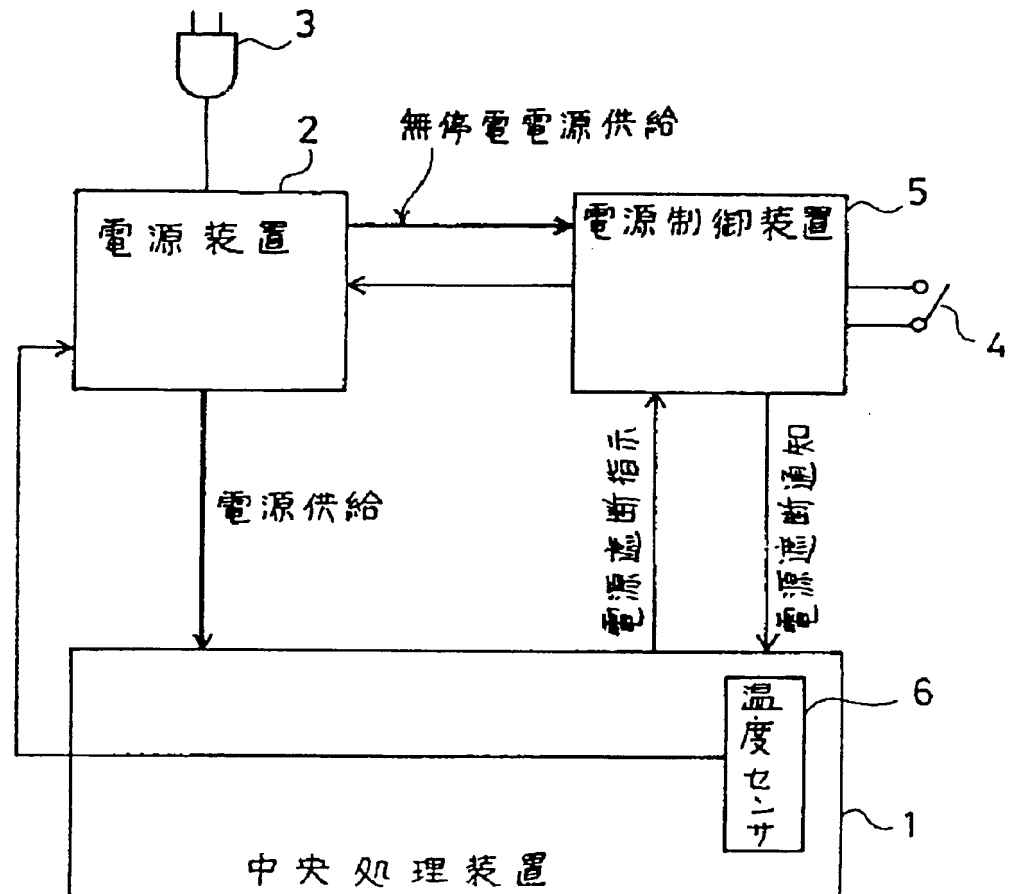 3
無停電電源供給
2
電源装置
5
電源制御装置
4
電源供給
電源遮断指示
電源遮断通知
温度センサ
6
1
中央処理装置